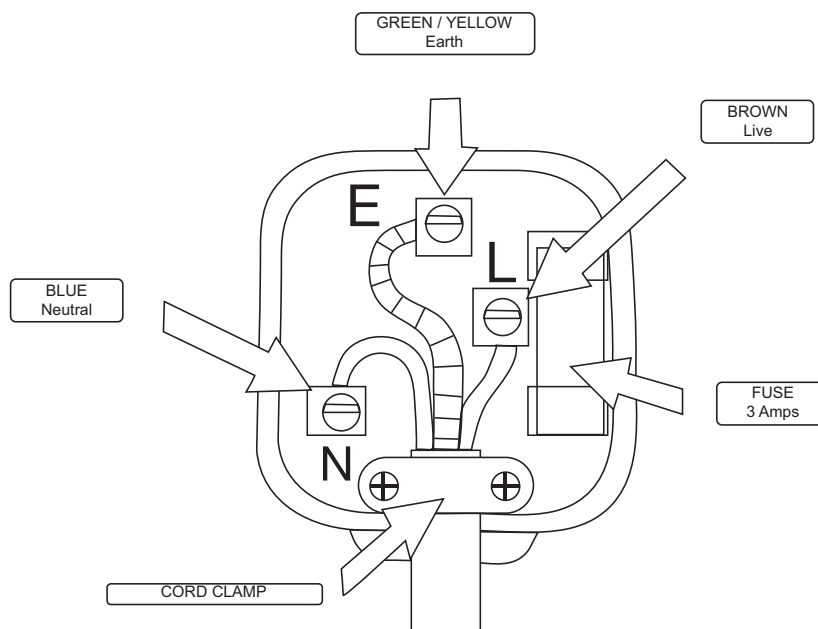 GREEN / YELLOW
Earth
BROWN
Live
E
L
BLUE
Neutral
FUSE
3 Amps
N
CORD CLAMP